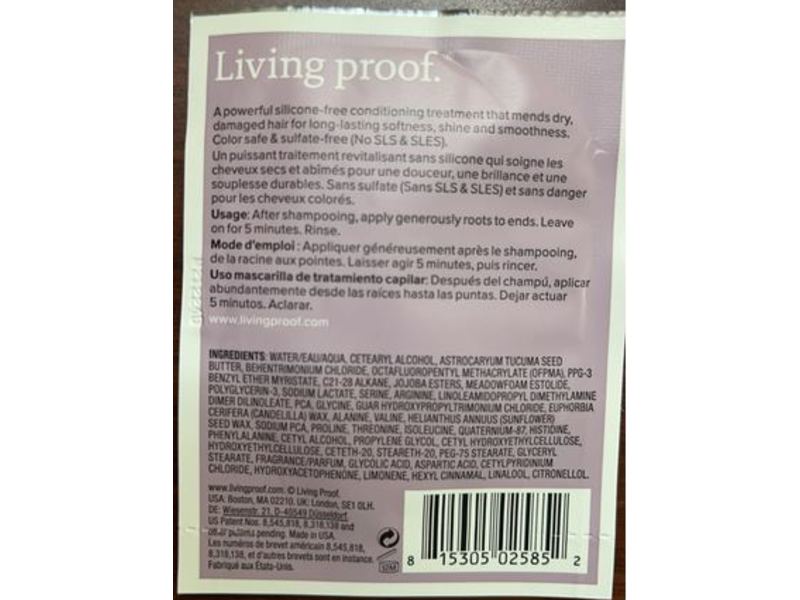 Living proof.
A powerful silicone-free conditioning treatment that mends dry,
damaged hair for long-lasting softness, shine and smoothness.
Color safe & sulfate-free (No SLS & SLES).
Un puissant traitement revitalisant sans silicone qui soigne les
cheveux secs et abîmés pour une douceur, une brillance et une
souplesse durables. Sans sulfate (Sans SLS & SLES) et sans danger
pour les cheveux colorés.
Usage: After shampooing, apply generously roots to ends. Leave
on for 5 minutes. Rinse.
Mode d'emploi : Appliquer généreusement après le shampooing,
de la racine aux pointes. Laisser agir 5 minutes, puis rincer.
Uso mascarilla de tratamiento capilar: Después del champú, aplicar
abundantemente desde las raíces hasta las puntas. Dejar actuar
5 minutos. Aclarar.
www.livingproof.com
INGREDIENTS: WATER/EAU/AQUA, CETEARYL ALCOHOL, ASTROCARYUM TUCUMA SEED
BUTTER, BEHENTRIMONIUM CHLORIDE, OCTAFLUOROPENTYL METHACRYLATE (OFPMA), PPG-3
BENZYL ETHER MYRISTATE, C21-28 ALKANE, JOJOBA ESTERS, MEADOWFOAM ESTOLIDE,
POLYGLYCERIN-3, SODIUM LACTATE, SERINE, ARGININE, LINOLEAMIDOPROPYL DIMETHYLAMINE
DIMER DILINOLEATE, PCA, GLYCINE, GUAR HYDROXYPROPYLTRIMONIUM CHLORIDE, EUPHORBIA
CERIFERA (CANDELILLA) WAX, ALANINE, VALINE, HELIANTHUS ANNUUS (SUNFLOWER)
SEED WAX, SODIUM PCA, PROLINE, THREONINE, ISOLEUCINE, QUATERNIUM-87, HISTIDINE,
PHENYLALANINE, CETYL ALCOHOL, PROPYLENE GLYCOL, CETYL HYDROXYETHYLCELLULOSE,
HYDROXYETHYLCELLULOSE, CETETH-20, STEARETH-20, PEG-75 STEARATE, GLYCERYL
STEARATE, FRAGRANCE/PARFUM, GLYCOLIC ACID, ASPARTIC ACID, CETYLPYRIDINIUM
CHLORIDE, HYDROXYACETOPHENONE, LIMONENE, HEXYL CINNAMAL, LINALOOL, CITRONELLOL.
www.livingproof.com. © Living Proof.
USA: Boston, MA 02210. UK: London, SE1 0LH.
DE: Wiesenstr. 21, D-40549 Düsseldorf.
US Patent Nos. 8,545,818, 8,318,138 and
other patents pending. Made in USA.
Les numéros de brevet américain 8,545,818,
8,318,138, et d'autres brevets sont en instance.
Fabriqué aux États-Unis.
12M
8 15305 02585 2